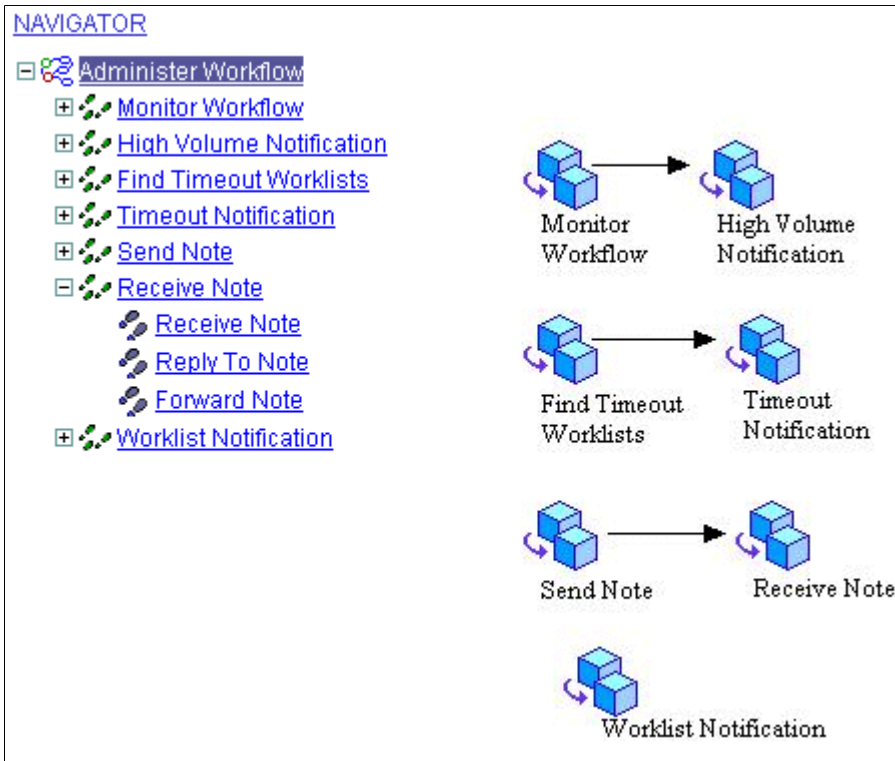 NAVIGATOR
Administer Workflow
Monitor Workflow
High Volume Notification
Find Timeout Worklists
Timeout Notification
Send Note
Receive Note
Receive Note
Reply To Note
Forward Note
Worklist Notification
Monitor
Workflow
High Volume
Notification
Find Timeout
Worklists
Timeout
Notification
Send Note
Receive Note
Worklist Notification